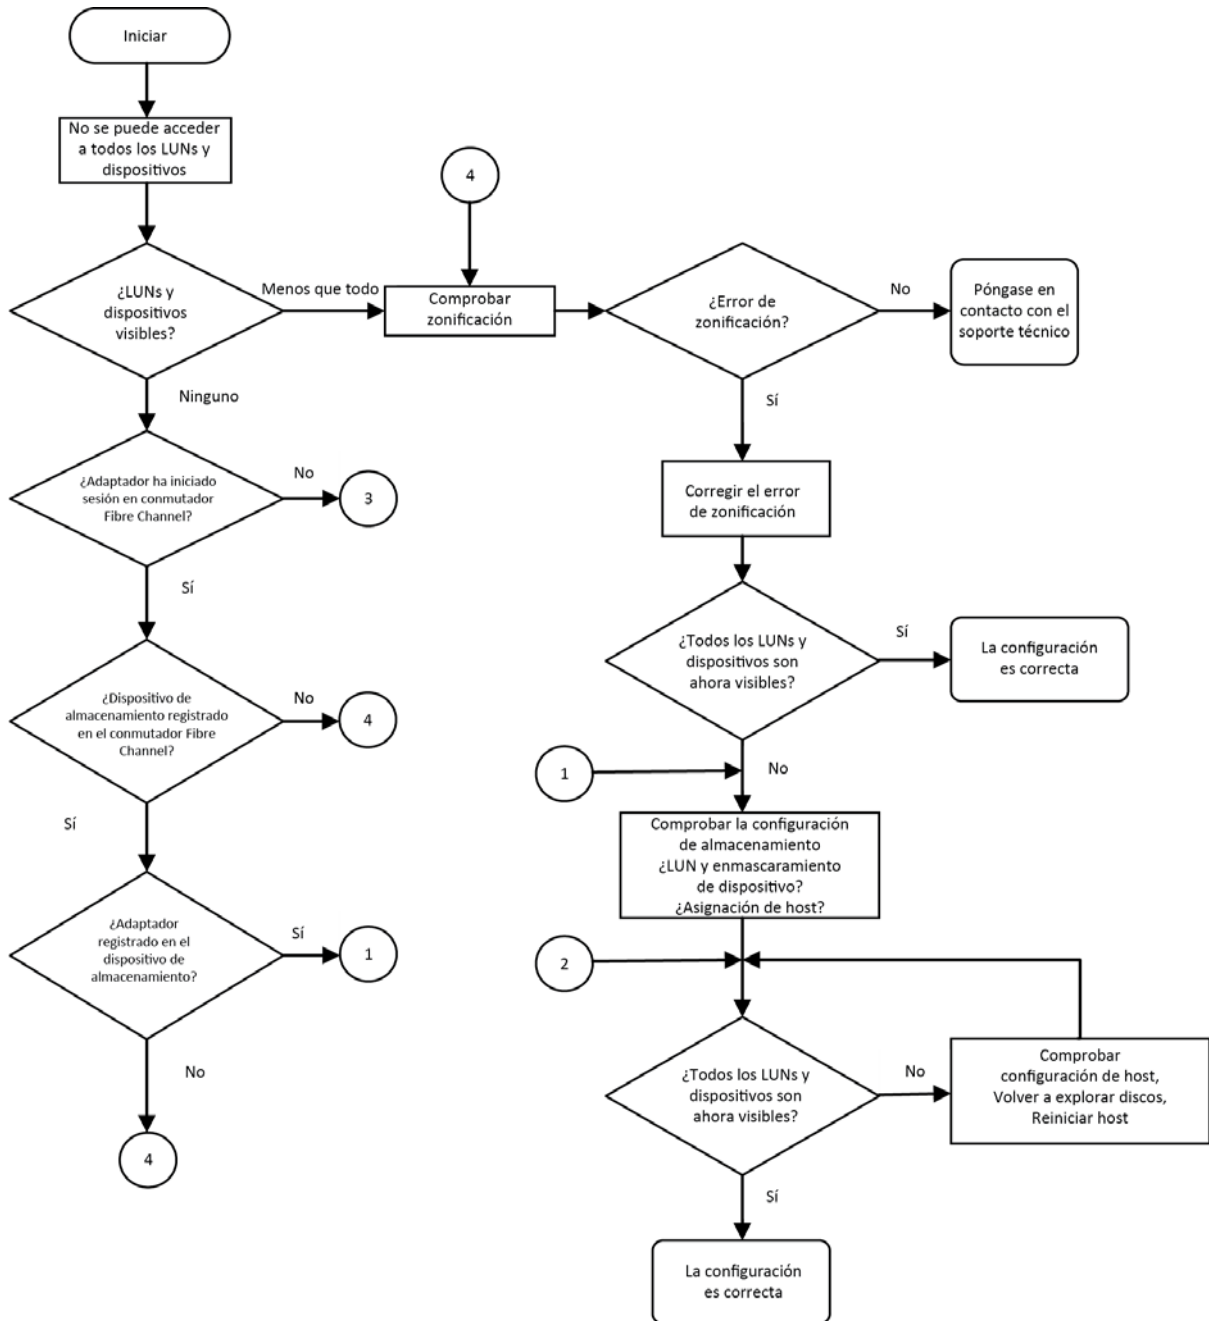 Iniciar
No se puede acceder
a todos los LUNs y
dispositivos
4
¿LUNs y
dispositivos
visibles?
Menos que todo
Comprobar
zonificación
¿Error de
zonificación?
No
Póngase en
contacto con el
soporte técnico
Ninguno
Sí
¿Adaptador ha iniciado
sesión en conmutador
Fibre Channel?
No
3
Corregir el error
de zonificación
Sí
¿Todos los LUNs y
dispositivos son
ahora visibles?
Sí
La configuración
es correcta
¿Dispositivo de
almacenamiento registrado
en el conmutador Fibre
Channel?
No
4
1
No
Sí
Comprobar la configuración
de almacenamiento
¿LUN y enmascaramiento
de dispositivo?
¿Asignación de host?
¿Adaptador
registrado en el
dispositivo de
almacenamiento?
Sí
1
2
No
4
¿Todos los LUNs y
dispositivos son
ahora visibles?
No
Comprobar
configuración de host,
Volver a explorar discos,
Reiniciar host
Sí
La configuración
es correcta